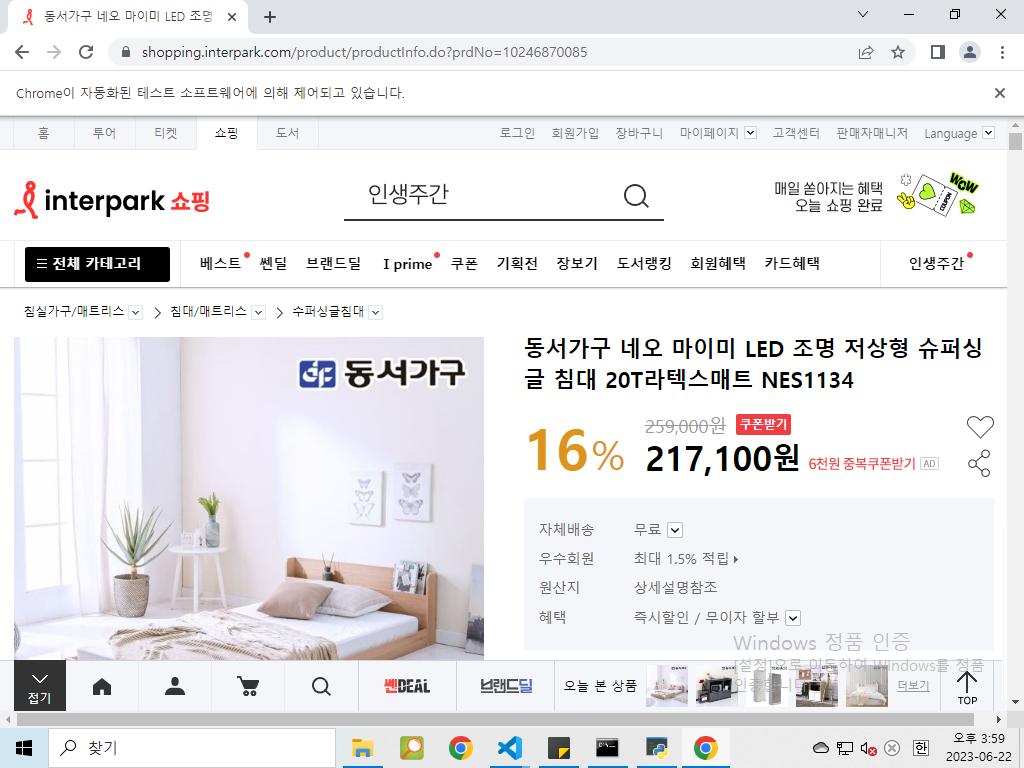 동서가구 네오 마이미 LED 조명
shopping.interpark.com/product/productInfo.do?prdNo=10246870085
Chrome이 자동화된 테스트 소프트웨어에 의해 제어되고 있습니다.
홈 투어 티켓 쇼핑 도서 로그인 회원가입 장바구니 마이페이지 고객센터 판매자매니저 Language
interpark 쇼핑 인생주간
매일 쏟아지는 혜택
오늘 쇼핑 완료
WOW
COUPON
전체 카테고리 베스트 쎈딜 브랜드딜 I prime 쿠폰 기획전 장보기 도서랭킹 회원혜택 카드혜택 인생주간
침실가구/매트리스 침대/매트리스 수퍼싱글침대
동서가구
동서가구 네오 마이미 LED 조명 저상형 슈퍼싱
글 침대 20T라텍스매트 NES1134
259,000원 쿠폰받기
16% 217,100원 6천원 중복쿠폰받기 AD
자체배송 무료
우수회원 최대 1.5% 적립
원산지 상세설명참조
혜택 즉시할인 / 무이자 할부
Windows 정품 인증
[설정]으로 이동하여 Windows를 정품
인증합니다.
접기 쎈DEAL 브랜드딜 오늘 본 상품 더보기 TOP
찾기
한
오후 3:59
2023-06-22